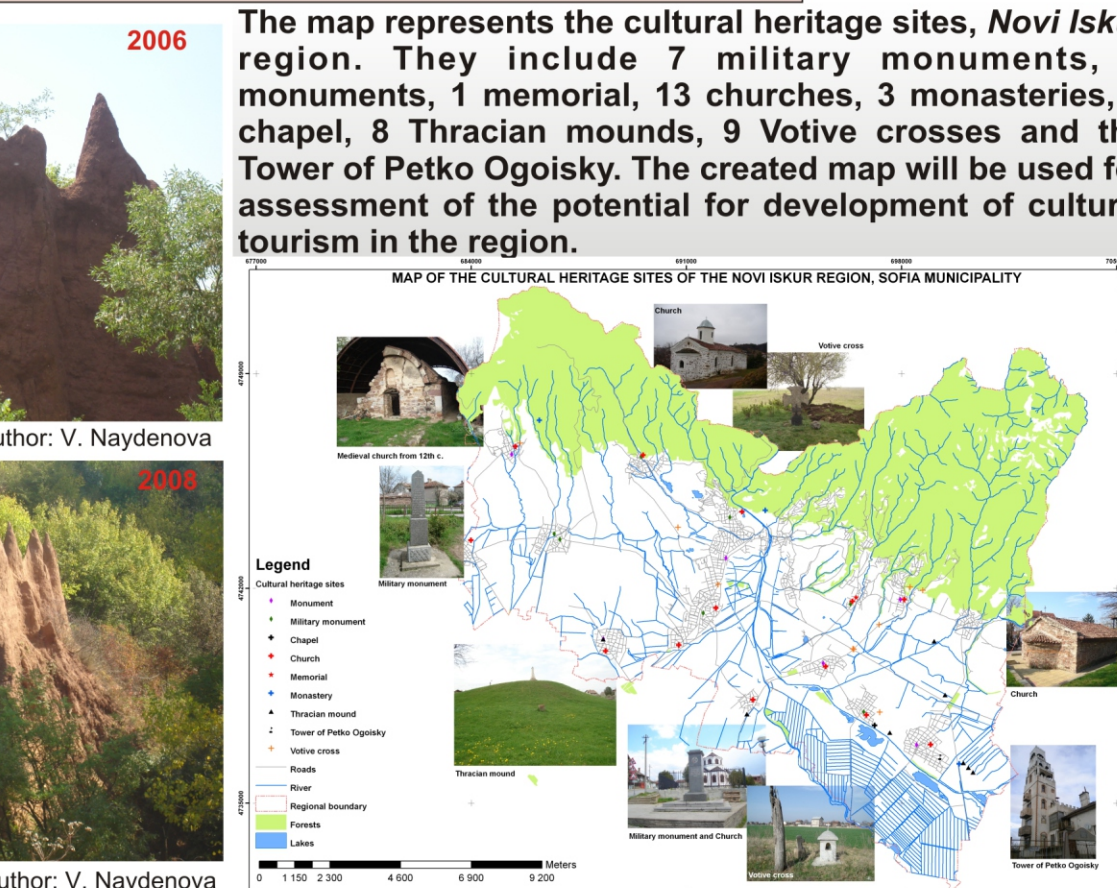 2006
uthor: V. Naydenova
2008
uthor: V. Naydenova
The map represents the cultural heritage sites, Novi Isk
region. They include 7 military monuments,
monuments, 1 memorial, 13 churches, 3 monasteries,
chapel, 8 Thracian mounds, 9 Votive crosses and th
Tower of Petko Ogoisky. The created map will be used f
assessment of the potential for development of cultur
tourism in the region.
677000
684000
691000
698000
705
MAP OF THE CULTURAL HERITAGE SITES OF THE NOVI ISKUR REGION, SOFIA MUNICIPALITY
4749000
4742000
4735000
Church
Votive cross
Medieval church from 12th c.
Military monument
Legend
Cultural heritage sites
Monument
Military monument
Chapel
Church
Memorial
Monastery
Thracian mound
Tower of Petko Ogoisky
Votive cross
Roads
River
Regional boundary
Forests
Lakes
Thracian mound
Church
Military monument and Church
Votive cross
Tower of Petko Ogoisky
Meters
0 1 150 2 300 4 600 6 900 9 200